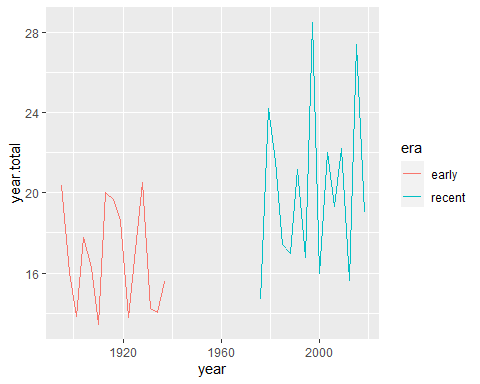 28
24
20
16
year.total
1920
1960
2000
year
era
early
recent